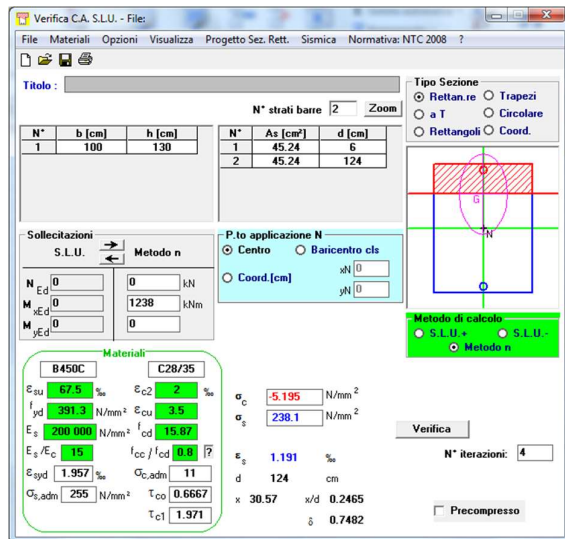 Verifica C.A. S.L.U. - File:
File Materiali Opzioni Visualizza Progetto Sez. Rett. Sismica Normativa: NTC 2008 ?
Titolo :
N° strati barre 2 Zoom
N° b [cm] h [cm]
1 100 130
N° As [cm²] d [cm]
1 45.24 6
2 45.24 124
Tipo Sezione
Rettan.re Trapezi
a T Circolare
Rettangoli Coord.
G
N
Sollecitazioni
S.L.U. Metodo n
N Ed 0 0 kN
M xEd 0 1238 kNm
M yEd 0 0
P.to applicazione N
Centro Baricentro cls
Coord.[cm] xN 0
yN 0
Metodo di calcolo
S.L.U.+ S.L.U.-
Metodo n
Materiali
B450C C28/35
εsu 67.5 ‰ εc2 2 ‰
fyd 391.3 N/mm² εcu 3.5
Es 200 000 N/mm² fcd 15.87
Es/Ec 15 fcc / fcd 0.8 ?
εsyd 1.957 ‰ σc,adm 11
σs,adm 255 N/mm² τco 0.6667
τc1 1.971
σc -5.195 N/mm²
σs 238.1 N/mm²
εs 1.191 ‰
d 124 cm
x 30.57 x/d 0.2465
δ 0.7482
Verifica
N° iterazioni: 4
Precompresso